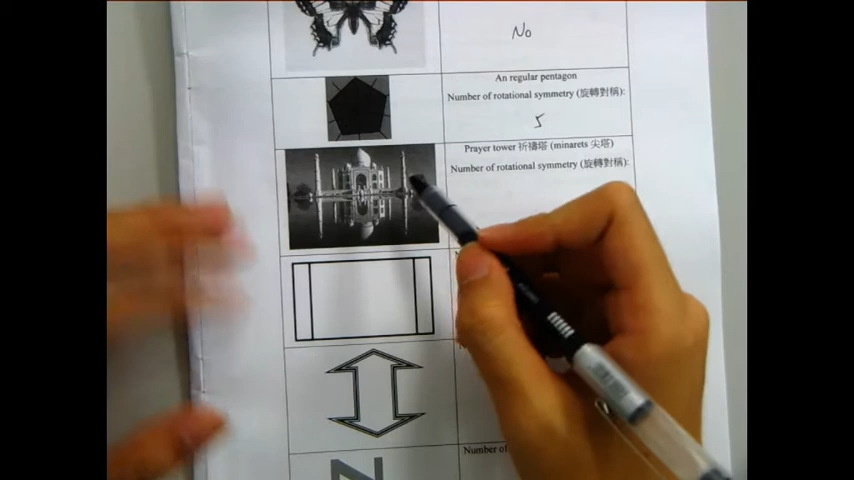 No
An regular pentagon
Number of rotational symmetry (旋轉對稱):
5
Prayer tower 祈禱塔 (minarets 尖塔)
Number of rotational symmetry (旋轉對稱):
Number of